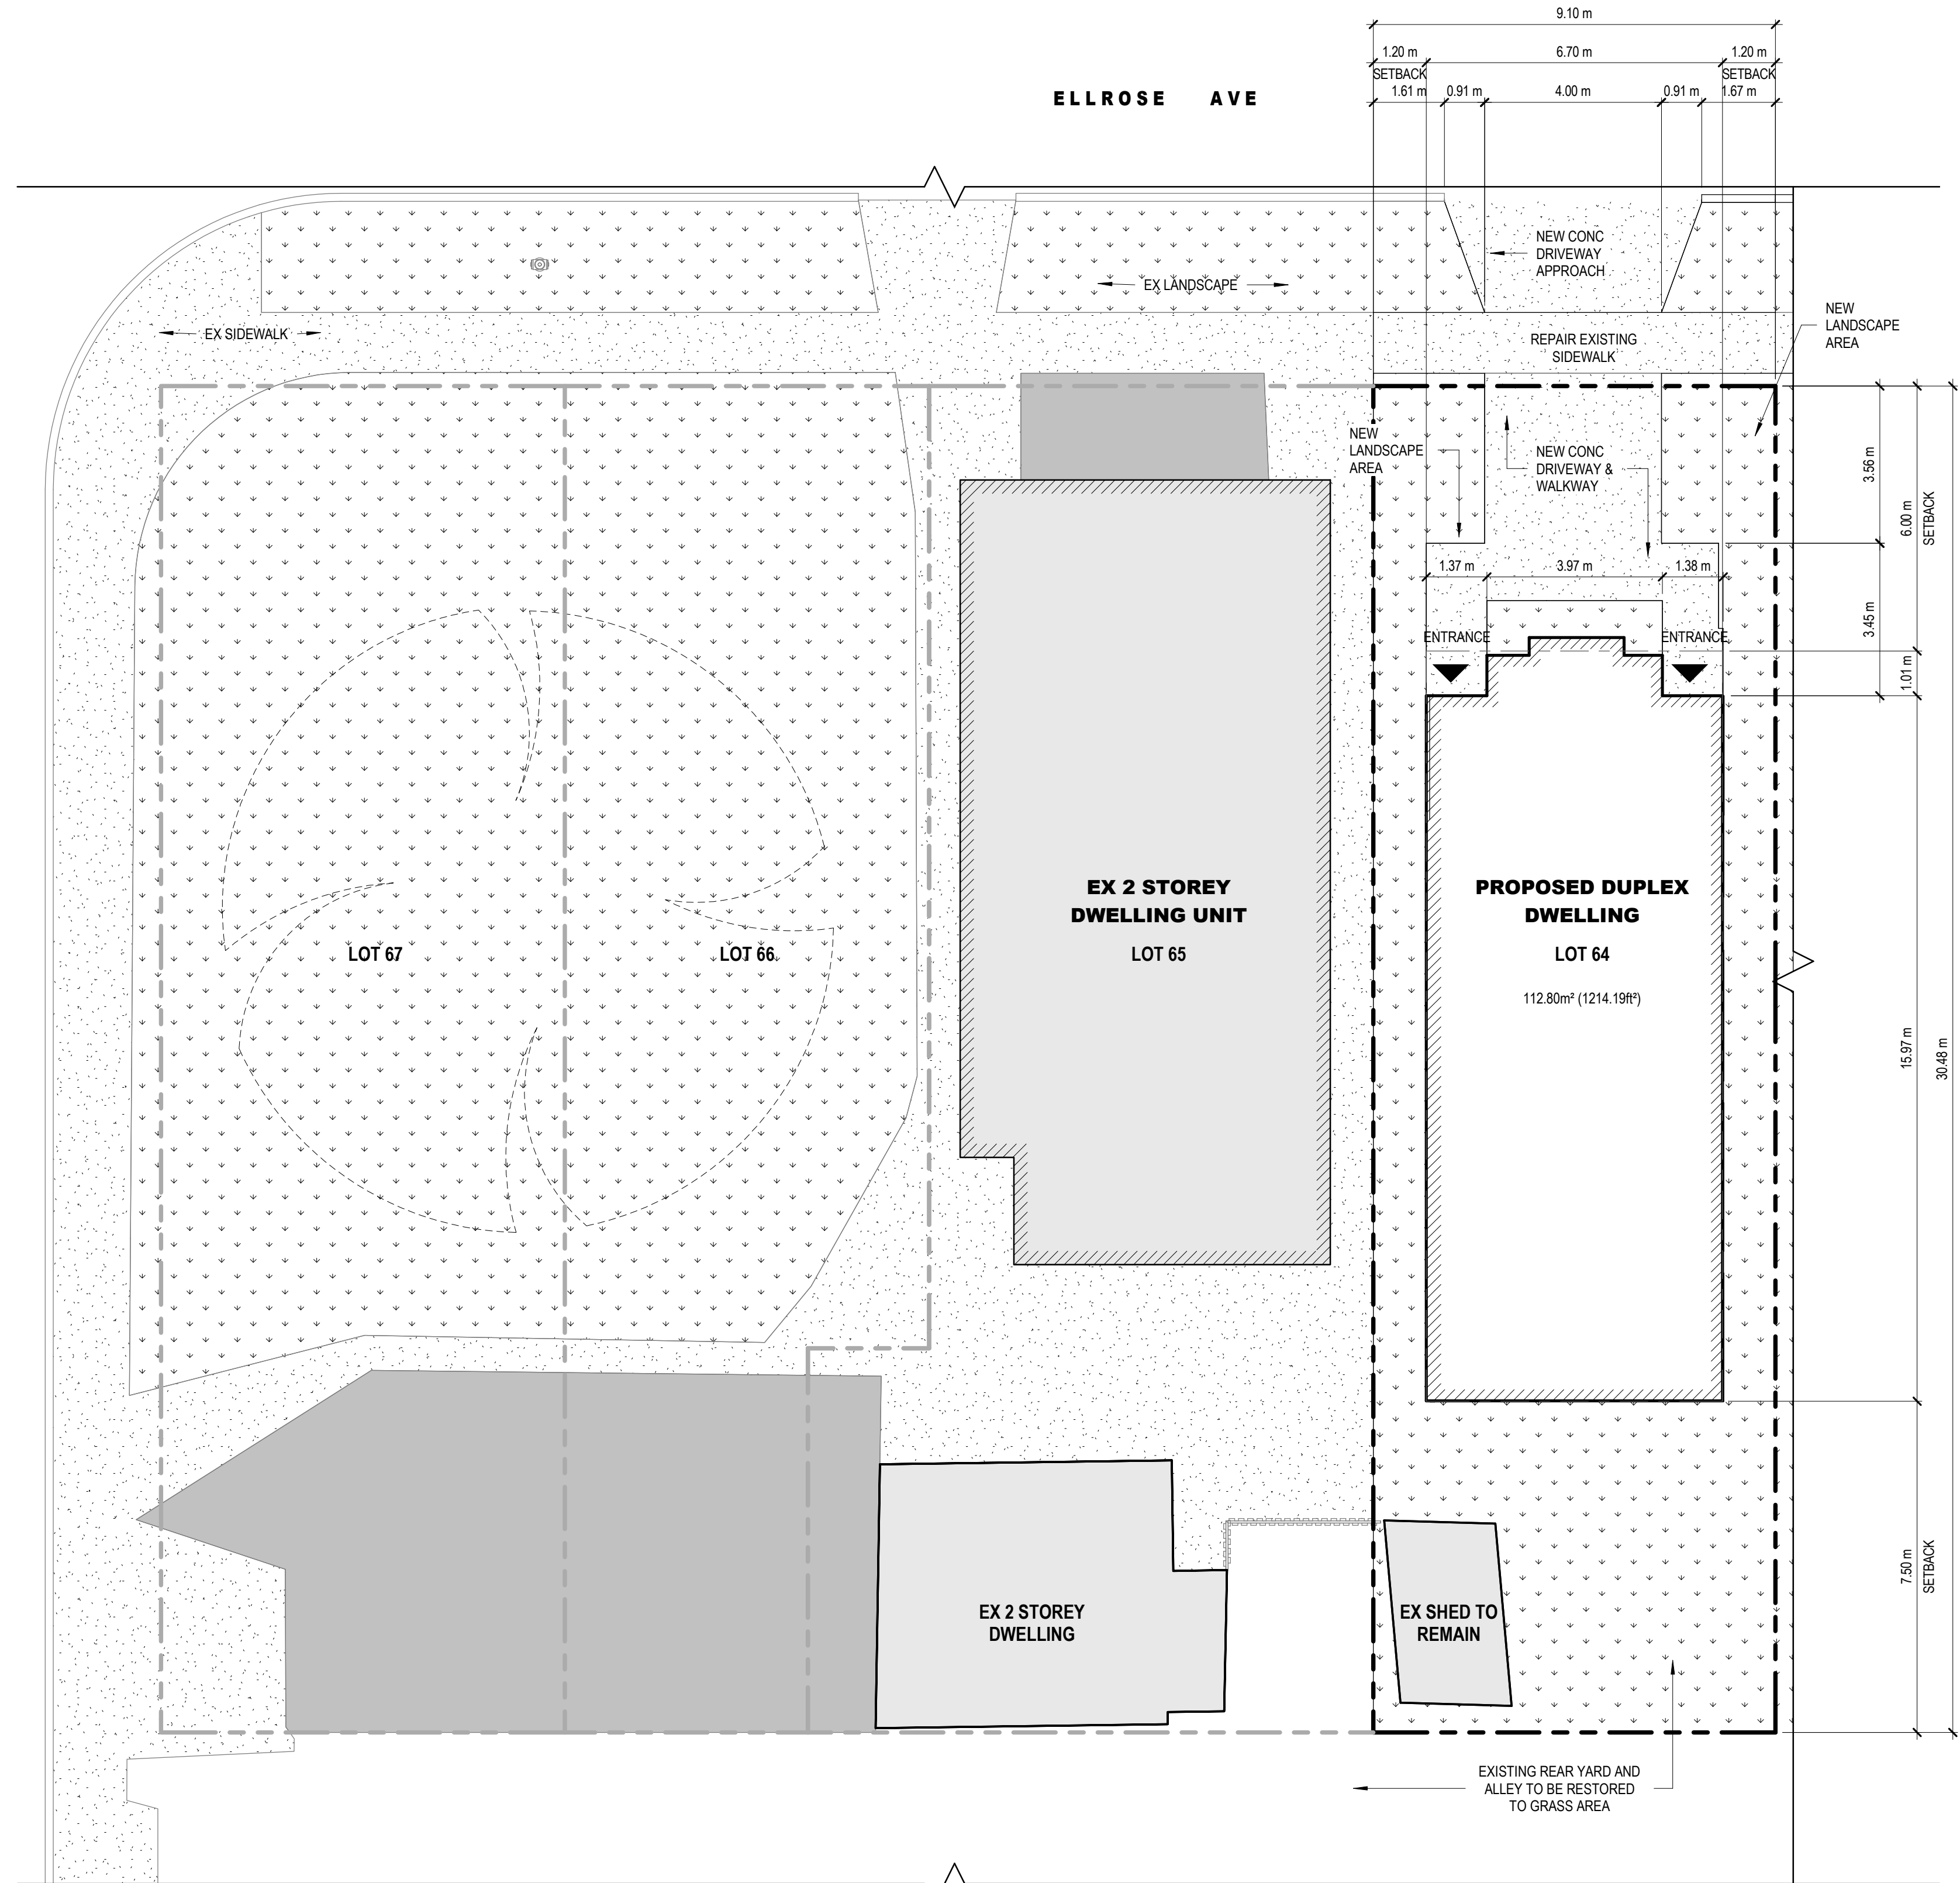 9.10 m
1.20 m
6.70 m
1.20 m
SETBACK
SETBACK
1.61 m
0.91 m
4.00 m
0.91 m
1.67 m
ELLROSE AVE
NEW CONC
DRIVEWAY
APPROACH
EX LANDSCAPE
EX SIDEWALK
REPAIR EXISTING
SIDEWALK
NEW
LANDSCAPE
AREA
NEW
LANDSCAPE
AREA
NEW CONC
DRIVEWAY &
WALKWAY
3.56 m
6.00 m
SETBACK
1.37 m
3.97 m
1.38 m
3.45 m
ENTRANCE
ENTRANCE
1.01 m
EX 2 STOREY
DWELLING UNIT
LOT 65
PROPOSED DUPLEX
DWELLING
LOT 64
112.80m² (1214.19ft²)
LOT 67
LOT 66
15.97 m
30.48 m
7.50 m
SETBACK
EX 2 STOREY
DWELLING
EX SHED TO
REMAIN
EXISTING REAR YARD AND
ALLEY TO BE RESTORED
TO GRASS AREA